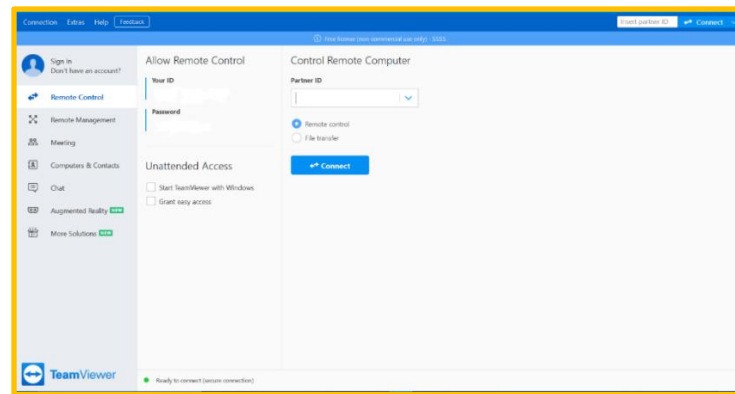 Connection Extras Help Feedback
Insert partner ID Connect
Free license (non-commercial use only) -
Sign In
Don't have an account?
Remote Control
Remote Management
Meeting
Computers & Contacts
Chat
Augmented Reality NEW
More Solutions NEW
TeamViewer
Allow Remote Control
Your ID
Password
Unattended Access
Start TeamViewer with Windows
Grant easy access
Control Remote Computer
Partner ID
Remote control
File transfer
Connect
Ready to connect (secure connection)